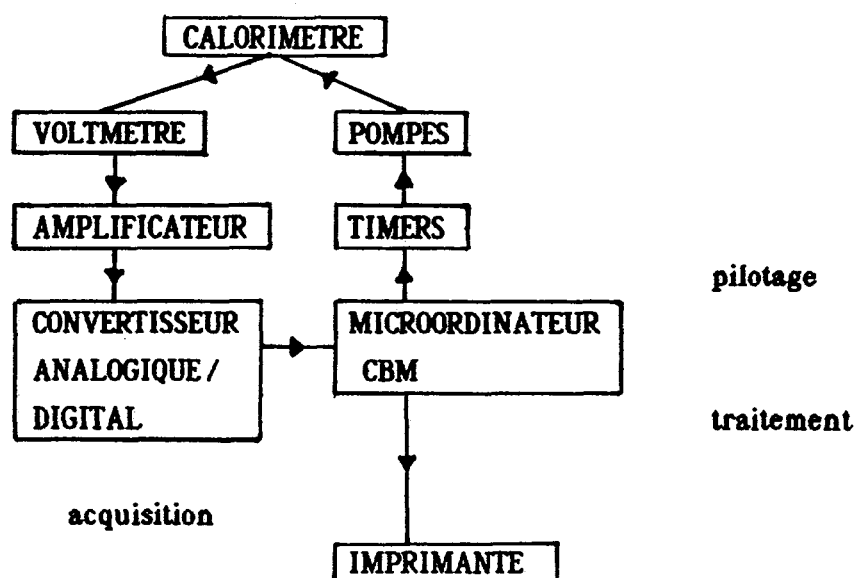 CALORIMETRE
VOLTMETRE
POMPES
AMPLIFICATEUR
TIMERS
pilotage
CONVERTISSEUR
ANALOGIQUE /
DIGITAL
MICROORDINATEUR
CBM
traitement
acquisition
IMPRIMANTE